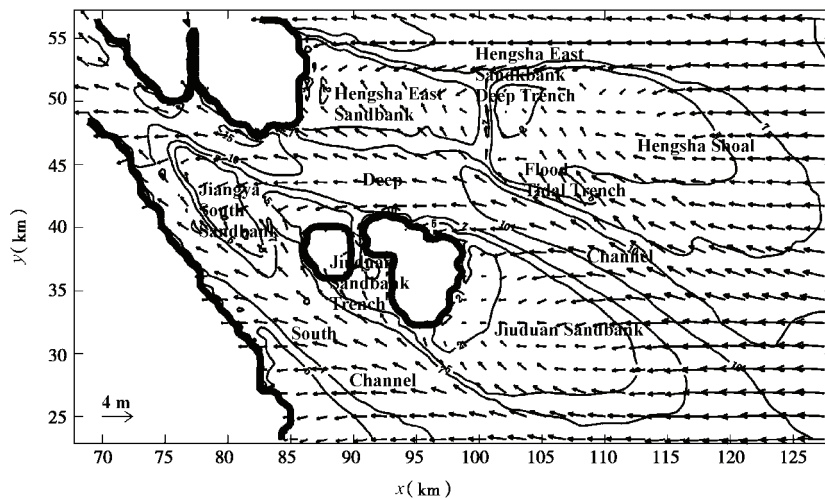 55
50
45
40
35
30
25
y(km)
Hengsha East
Sandkbank
Deep Trench
Hengsha East
Sandbank
Hengsha Shoal
Flood
Tidal Trench
Deep
Jiangya
South
Sandbank
Channel
Jiuduan
Sandbank
Trench
Jiuduan Sandbank
South
Channel
4 m
70 75 80 85 90 95 100 105 110 115 120 125
x(km)